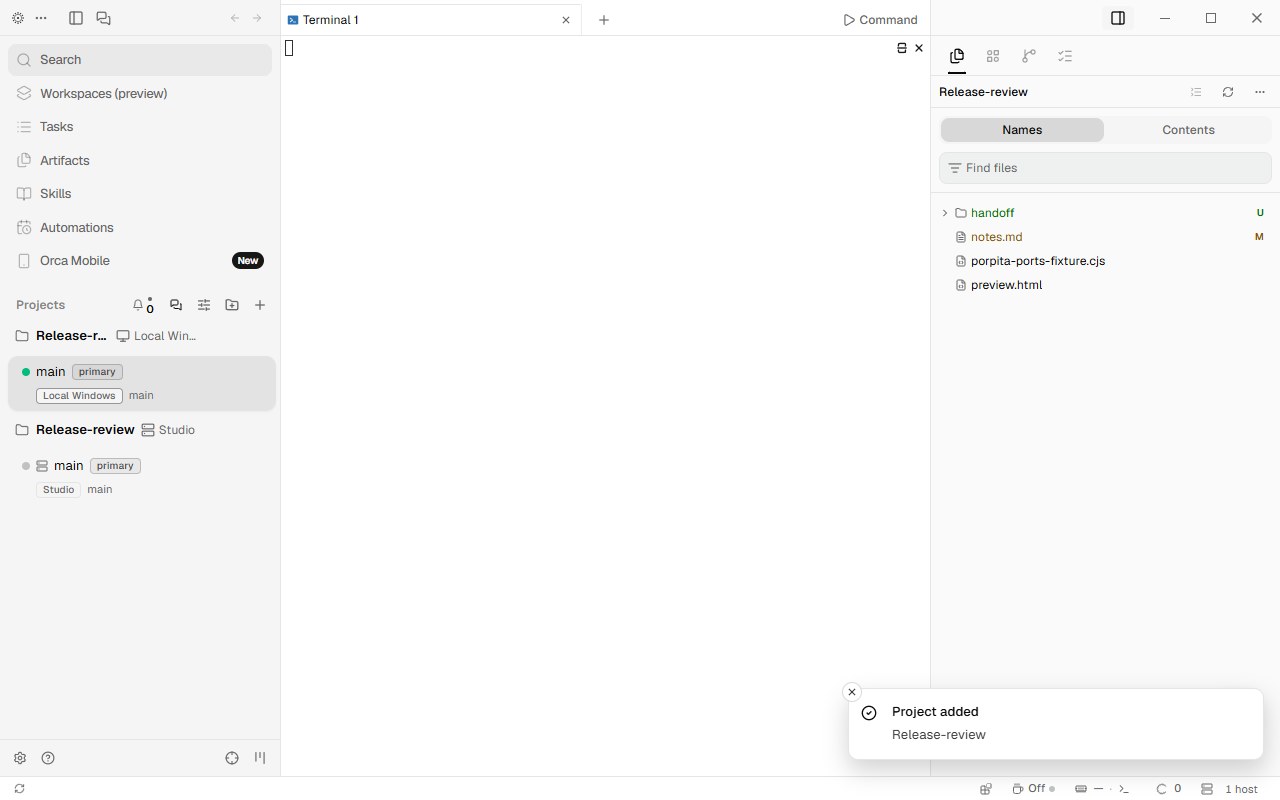 Search
Workspaces (preview)
Tasks
Artifacts
Skills
Automations
Orca Mobile New
Projects 0
Release-r... Local Win...
main primary
Local Windows main
Release-review Studio
main primary
Studio main
Terminal 1
Command
Release-review
Names Contents
Find files
handoff U
notes.md M
porpita-ports-fixture.cjs
preview.html
Project added
Release-review
Off 0 1 host